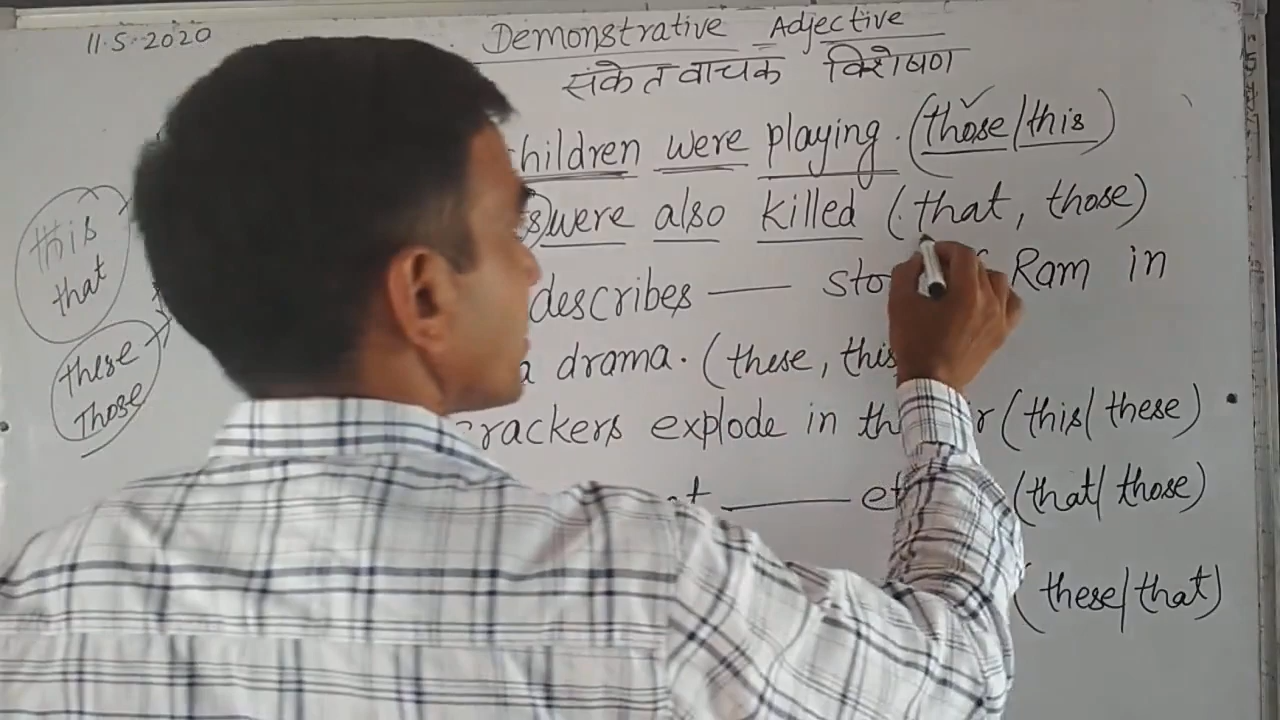 11.5.2020
Demonstrative Adjective
संकेतवाचक विशेषण
children were playing. (those/this)
s) were also killed (that, those)
describes — sto Ram in
a drama. (these, this
crackers explode in th r (this/these)
— et (that/those)
(these/that)
this
that
these
Those